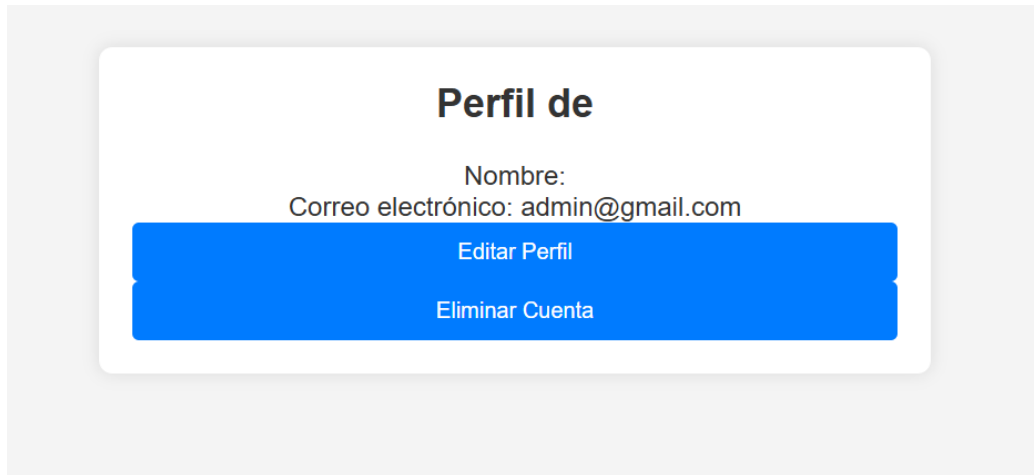 Perfil de
Nombre:
Correo electrónico: admin@gmail.com
Editar Perfil
Eliminar Cuenta